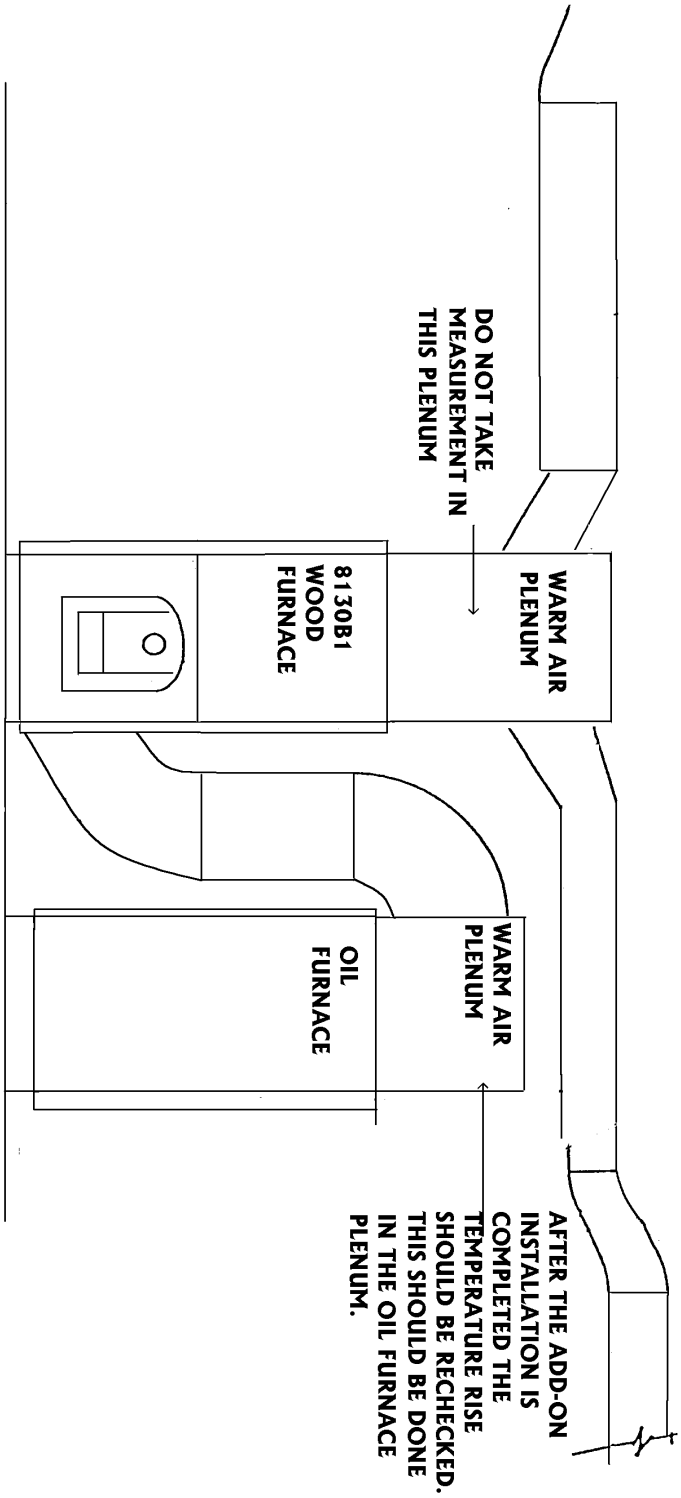 DO NOT TAKE
MEASUREMENT IN
THIS PLENUM
WARM AIR
PLENUM
8130B1
WOOD
FURNACE
WARM AIR
PLENUM
OIL
FURNACE
AFTER THE ADD-ON
INSTALLATION IS
COMPLETED THE
TEMPERATURE RISE
SHOULD BE RECHECKED.
THIS SHOULD BE DONE
IN THE OIL FURNACE
PLENUM.